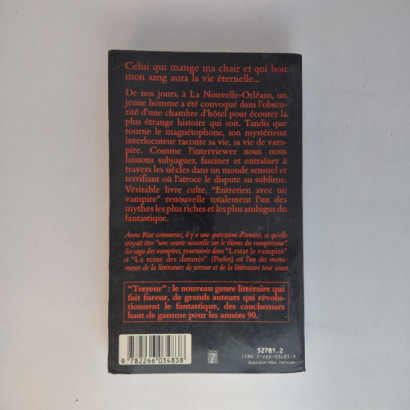 Celui qui mange ma chair et qui boit
mon sang aura la vie éternelle...
De nos jours, à La Nouvelle-Orléans, un
jeune homme a été convoqué dans l'obscu-
rité d'une chambre d'hôtel pour écouter la
plus étrange histoire qui soit. Tandis que
tourne le magnétophone, son mystérieux
interlocuteur raconte sa vie, sa vie de vam-
pire. Comme l'interviewer nous nous
laissons subjuguer, fasciner et entraîner à
travers les siècles dans un monde sensuel et
terrifiant où l'atroce le dispute au sublime.
Véritable livre culte, "Entretien avec un
vampire" renouvelle totalement l'un des
mythes les plus riches et les plus ambigus du
fantastique.
Anne Rice commence, il y a une quinzaine d'années, ce qu'elle
croyait être "une courte nouvelle sur le thème du vampirisme".
Sa saga des vampires, poursuivie dans "Lestat le vampire"
et "La reine des damnés" (Pocket) est l'un des monu-
ments de la littérature de terreur et de la littérature tout court.
"Terreur" : le nouveau genre littéraire qui
fait fureur, de grands auteurs qui révolu-
tionnent le fantastique, des cauchemars
haut de gamme pour les années 90.
9 782266 034838
7
32781.2
ISBN 2-266-03483-9